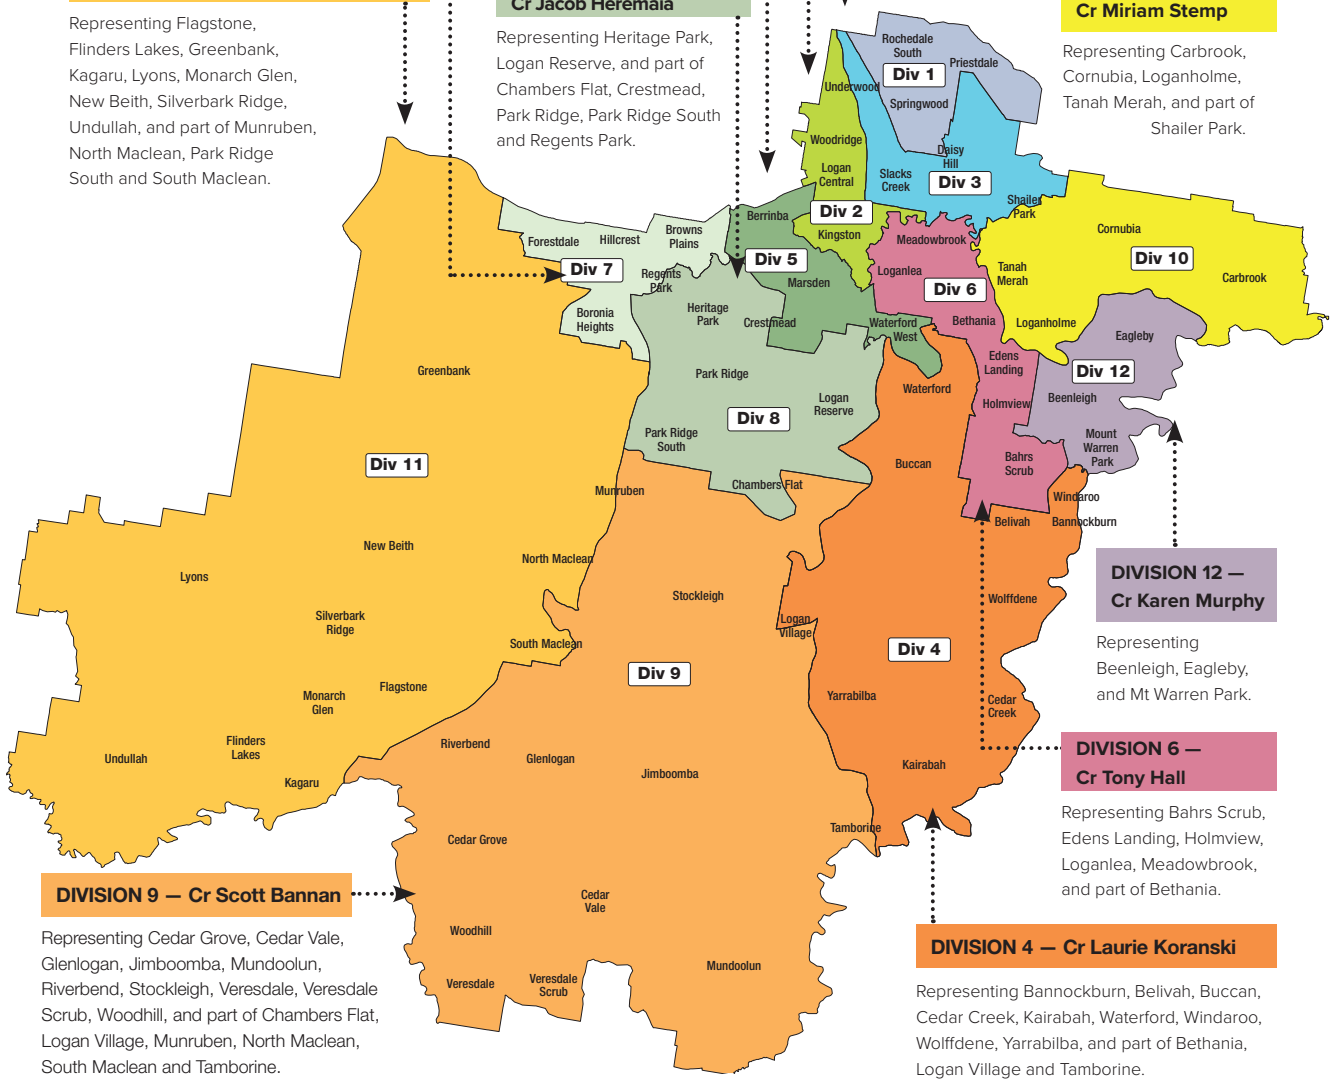 Representing Flagstone,
Flinders Lakes, Greenbank,
Kagaru, Lyons, Monarch Glen,
New Beith, Silverbark Ridge,
Undullah, and part of Munruben,
North Maclean, Park Ridge
South and South Maclean.
Cr Jacob Heremaia
Representing Heritage Park,
Logan Reserve, and part of
Chambers Flat, Crestmead,
Park Ridge, Park Ridge South
and Regents Park.
Cr Miriam Stemp
Representing Carbrook,
Cornubia, Loganholme,
Tanah Merah, and part of
Shailer Park.
Rochedale
South
Priestdale
Div 1
Underwood
Springwood
Woodridge
Daisy
Hill
Logan
Central
Slacks
Creek
Div 3
Shailer
Park
Div 2
Berrinba
Kingston
Meadowbrook
Cornubia
Forestdale
Hillcrest
Browns
Plains
Div 7
Regents
Park
Div 5
Marsden
Loganlea
Div 6
Tanah
Merah
Div 10
Carbrook
Boronia
Heights
Heritage
Park
Crestmead
Waterford
West
Bethania
Loganholme
Eagleby
Greenbank
Park Ridge
Edens
Landing
Div 12
Waterford
Logan
Reserve
Holmview
Beenleigh
Div 8
Park Ridge
South
Mount
Warren
Park
Div 11
Buccan
Bahrs
Scrub
Munruben
Chambers Flat
Windaroo
Belivah
Bannockburn
New Beith
North Maclean
Lyons
Stockleigh
Wolffdene
Silverbark
Ridge
Logan
Village
South Maclean
Div 4
Div 9
Flagstone
Monarch
Glen
Yarrabilba
Cedar
Creek
Flinders
Lakes
Riverbend
Undullah
Glenlogan
Jimboomba
Kairabah
Kagaru
Tamborine
Cedar Grove
Cedar
Vale
Woodhill
Mundoolun
Veresdale
Veresdale
Scrub
DIVISION 12 —
Cr Karen Murphy
Representing
Beenleigh, Eagleby,
and Mt Warren Park.
DIVISION 6 —
Cr Tony Hall
Representing Bahrs Scrub,
Edens Landing, Holmview,
Loganlea, Meadowbrook,
and part of Bethania.
DIVISION 9 — Cr Scott Bannan
Representing Cedar Grove, Cedar Vale,
Glenlogan, Jimboomba, Mundoolun,
Riverbend, Stockleigh, Veresdale, Veresdale
Scrub, Woodhill, and part of Chambers Flat,
Logan Village, Munruben, North Maclean,
South Maclean and Tamborine.
DIVISION 4 — Cr Laurie Koranski
Representing Bannockburn, Belivah, Buccan,
Cedar Creek, Kairabah, Waterford, Windaroo,
Wolffdene, Yarrabilba, and part of Bethania,
Logan Village and Tamborine.